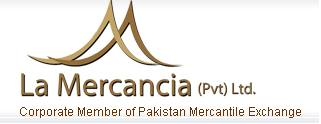 La Mercancia (Pvt) Ltd.
Corporate Member of Pakistan Mercantile Exchange